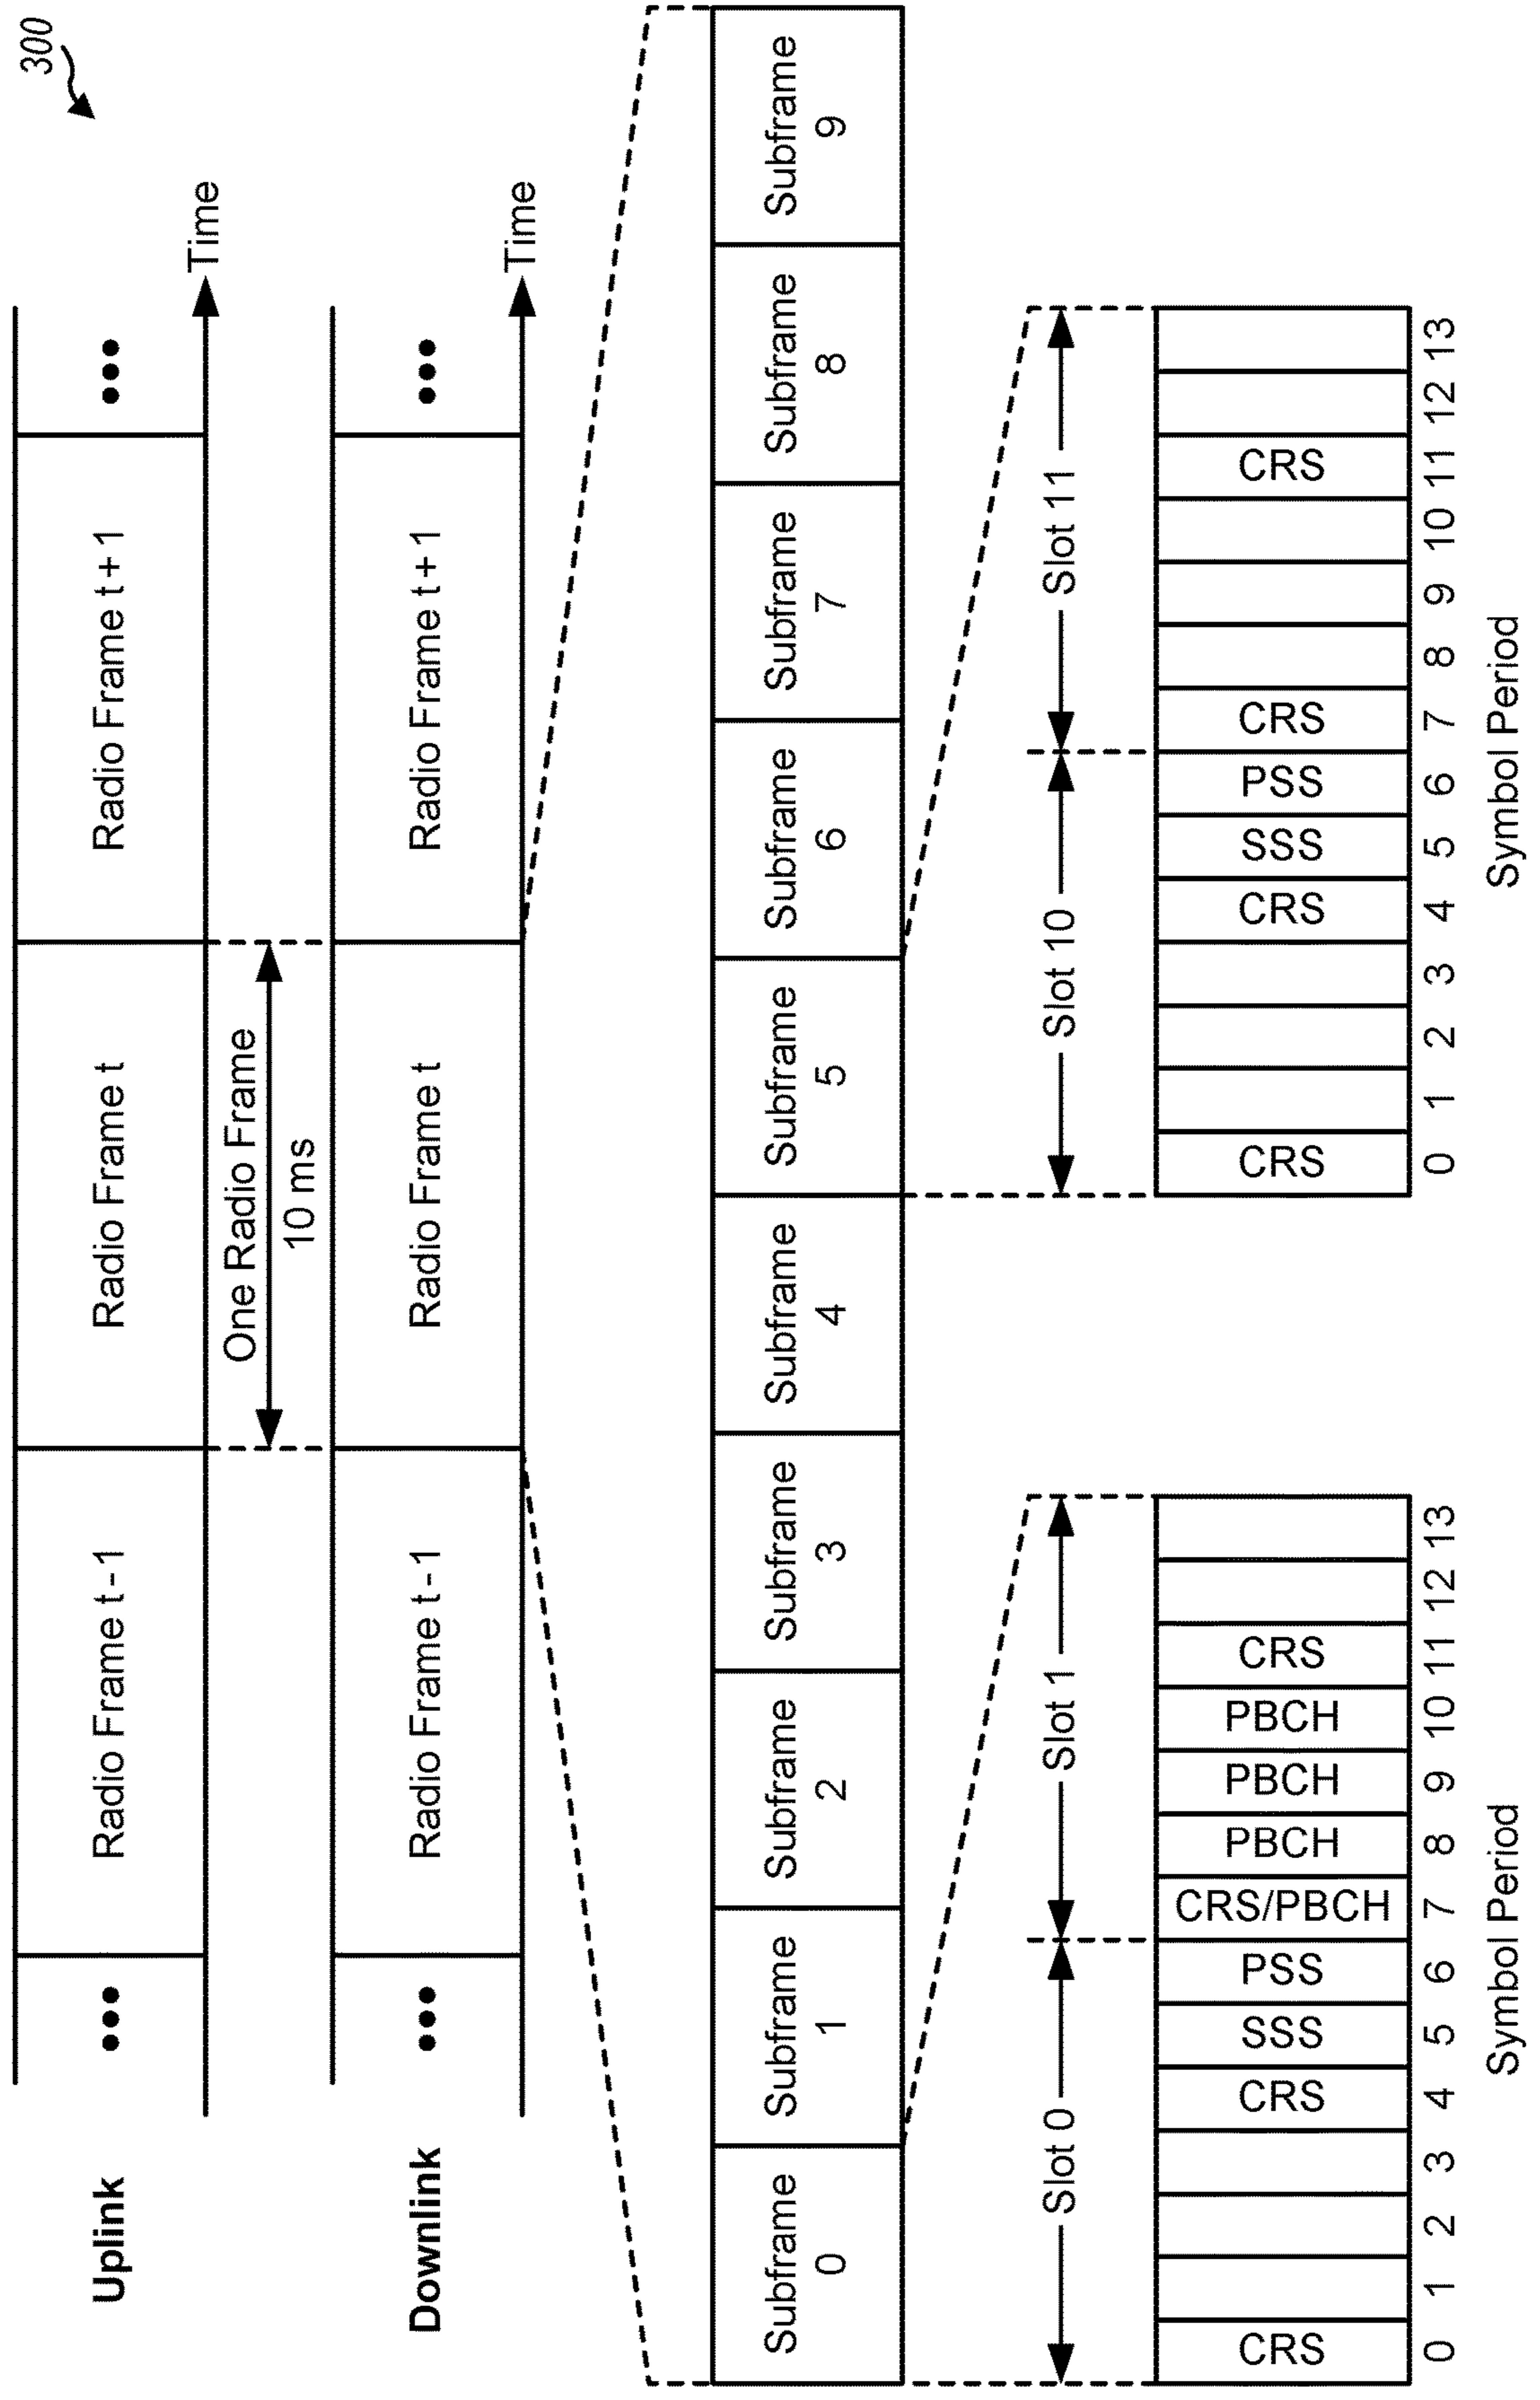 300
Uplink
••• Radio Frame t-1 Radio Frame t Radio Frame t+1 •••
Time
One Radio Frame
10 ms
Downlink
••• Radio Frame t-1 Radio Frame t Radio Frame t+1 •••
Time
Subframe Subframe Subframe Subframe Subframe Subframe Subframe Subframe Subframe Subframe
0 1 2 3 4 5 6 7 8 9
Slot 0 Slot 1 Slot 10 Slot 11
CRS CRS SSS PSS CRS/PBCH PBCH PBCH PBCH CRS
0 1 2 3 4 5 6 7 8 9 10 11 12 13
Symbol Period
CRS CRS SSS PSS CRS CRS
0 1 2 3 4 5 6 7 8 9 10 11 12 13
Symbol Period